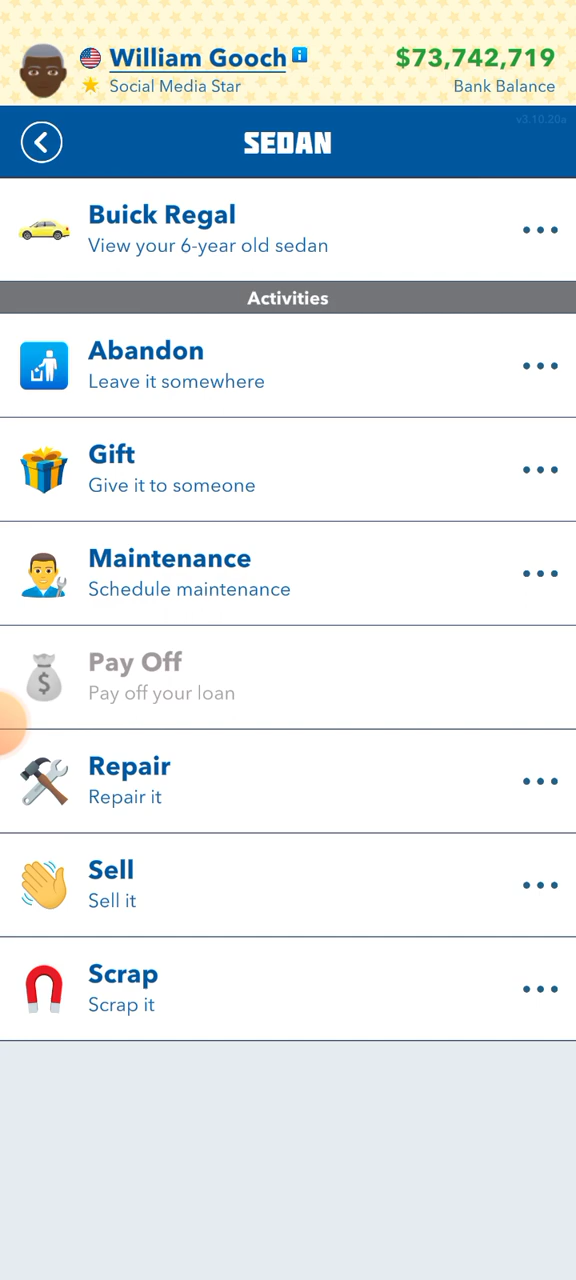 William Gooch
$73,742,719
Social Media Star
Bank Balance
v3.10.20a
SEDAN
Buick Regal
View your 6-year old sedan
Activities
Abandon
Leave it somewhere
Gift
Give it to someone
Maintenance
Schedule maintenance
$
Pay Off
Pay off your loan
Repair
Repair it
Sell
Sell it
Scrap
Scrap it